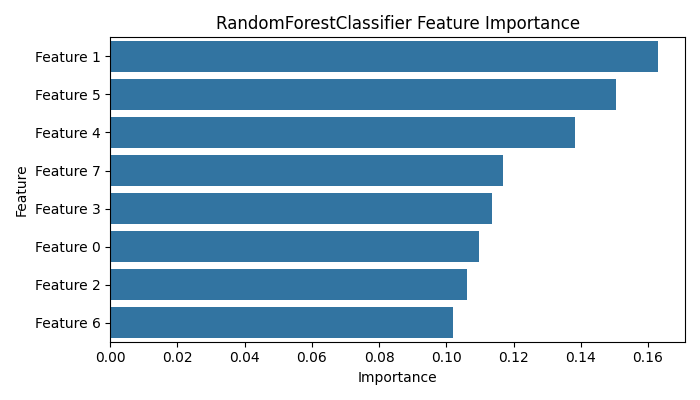 RandomForestClassifier Feature Importance
Feature 1
Feature 5
Feature 4
Feature 7
Feature 3
Feature 0
Feature 2
Feature 6
Feature
0.00 0.02 0.04 0.06 0.08 0.10 0.12 0.14 0.16
Importance